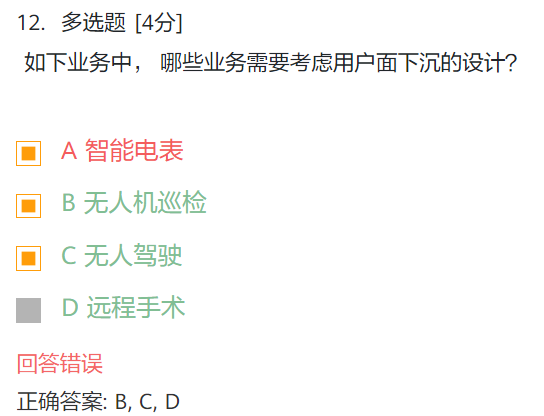 12. 多选题 [4分]
如下业务中， 哪些业务需要考虑用户面下沉的设计?
A 智能电表
B 无人机巡检
C 无人驾驶
D 远程手术
回答错误
正确答案: B, C, D